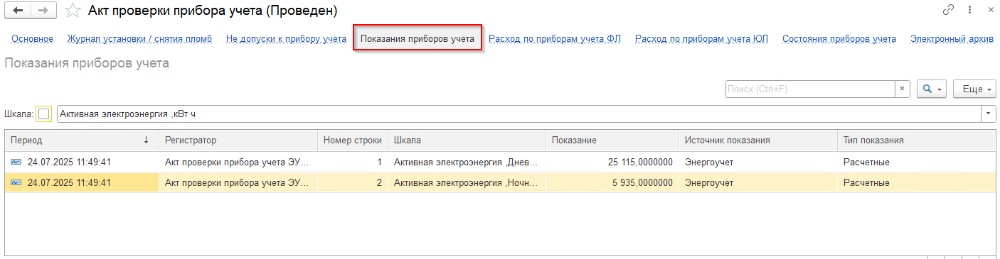 Акт проверки прибора учета (Проведен)
Основное Журнал установки / снятия пломб Не допуски к прибору учета Показания приборов учета Расход по приборам учета ФЛ Расход по приборам учета ЮЛ Состояния приборов учета Электронный архив
Показания приборов учета
Поиск (Ctrl+F) × Еще
Шкала: Активная электроэнергия ,кВт·ч
Период ↓ Регистратор Номер строки Шкала Показание Источник показания Тип показания
24.07.2025 11:49:41 Акт проверки прибора учета ЭУ... 1 Активная электроэнергия ,Днев... 25 115,0000000 Энергоучет Расчетные
24.07.2025 11:49:41 Акт проверки прибора учета ЭУ... 2 Активная электроэнергия ,Ночн... 5 935,0000000 Энергоучет Расчетные